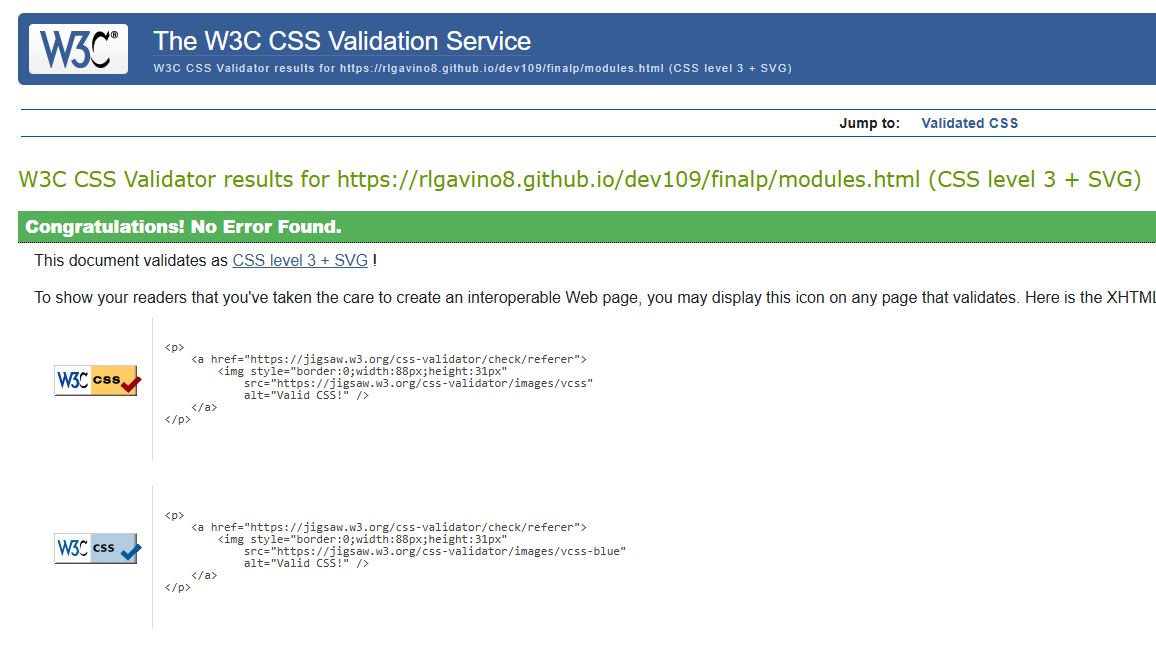 W3C®
The W3C CSS Validation Service
W3C CSS Validator results for https://rlgavino8.github.io/dev109/finalp/modules.html (CSS level 3 + SVG)
Jump to: Validated CSS
W3C CSS Validator results for https://rlgavino8.github.io/dev109/finalp/modules.html (CSS level 3 + SVG)
Congratulations! No Error Found.
This document validates as CSS level 3 + SVG !
To show your readers that you've taken the care to create an interoperable Web page, you may display this icon on any page that validates. Here is the XHTML
W3C css
<p>
<a href="https://jigsaw.w3.org/css-validator/check/referer">
<img style="border:0;width:88px;height:31px"
src="https://jigsaw.w3.org/css-validator/images/vcss"
alt="Valid CSS!" />
</a>
</p>
W3C css
<p>
<a href="https://jigsaw.w3.org/css-validator/check/referer">
<img style="border:0;width:88px;height:31px"
src="https://jigsaw.w3.org/css-validator/images/vcss-blue"
alt="Valid CSS!" />
</a>
</p>